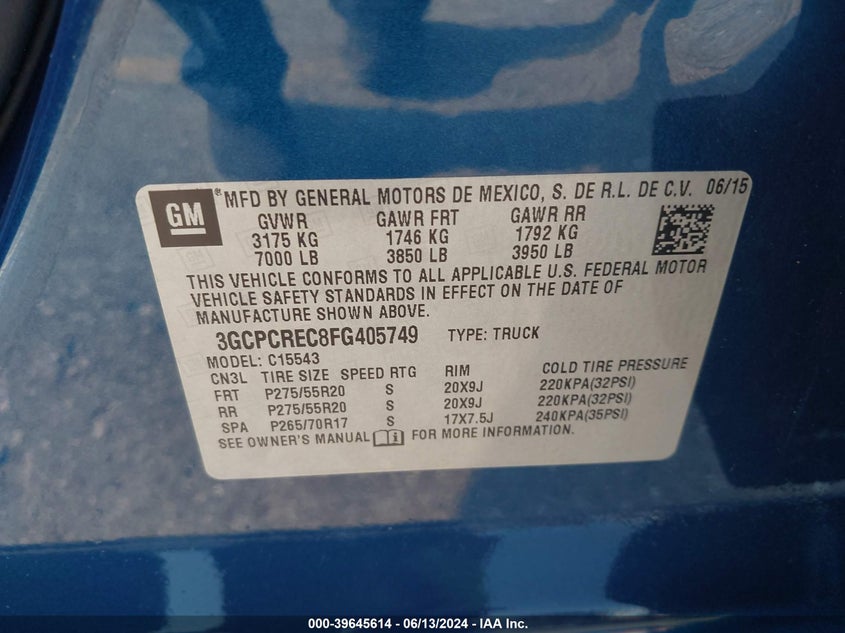 GM
® MFD BY GENERAL MOTORS DE MEXICO, S. DE R.L. DE C.V. 06/15
GVWR GAWR FRT GAWR RR
3175 KG 1746 KG 1792 KG
7000 LB 3850 LB 3950 LB
THIS VEHICLE CONFORMS TO ALL APPLICABLE U.S. FEDERAL MOTOR
VEHICLE SAFETY STANDARDS IN EFFECT ON THE DATE OF
MANUFACTURE SHOWN ABOVE.
3GCPCREC8FG405749 TYPE: TRUCK
MODEL: C15543
CN3L TIRE SIZE SPEED RTG RIM COLD TIRE PRESSURE
FRT P275/55R20 S 20X9J 220KPA(32PSI)
RR P275/55R20 S 20X9J 220KPA(32PSI)
SPA P265/70R17 S 17X7.5J 240KPA(35PSI)
SEE OWNER'S MANUAL FOR MORE INFORMATION.
000-39645614 - 06/13/2024 - IAA, Inc.